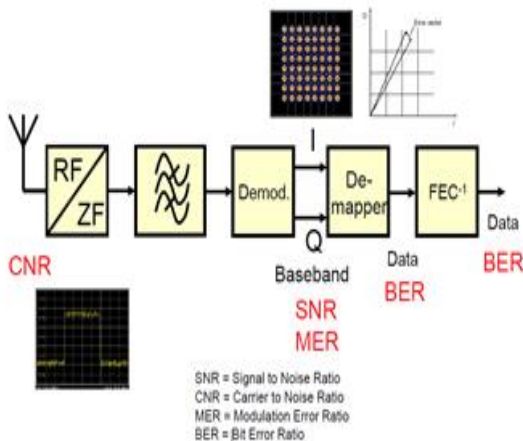 RF
ZF
Demod.
I
Q
De-
mapper
FEC⁻¹
Data
BER
CNR
Baseband
SNR
MER
Data
BER
SNR = Signal to Noise Ratio
CNR = Carrier to Noise Ratio
MER = Modulation Error Ratio
BER = Bit Error Ratio